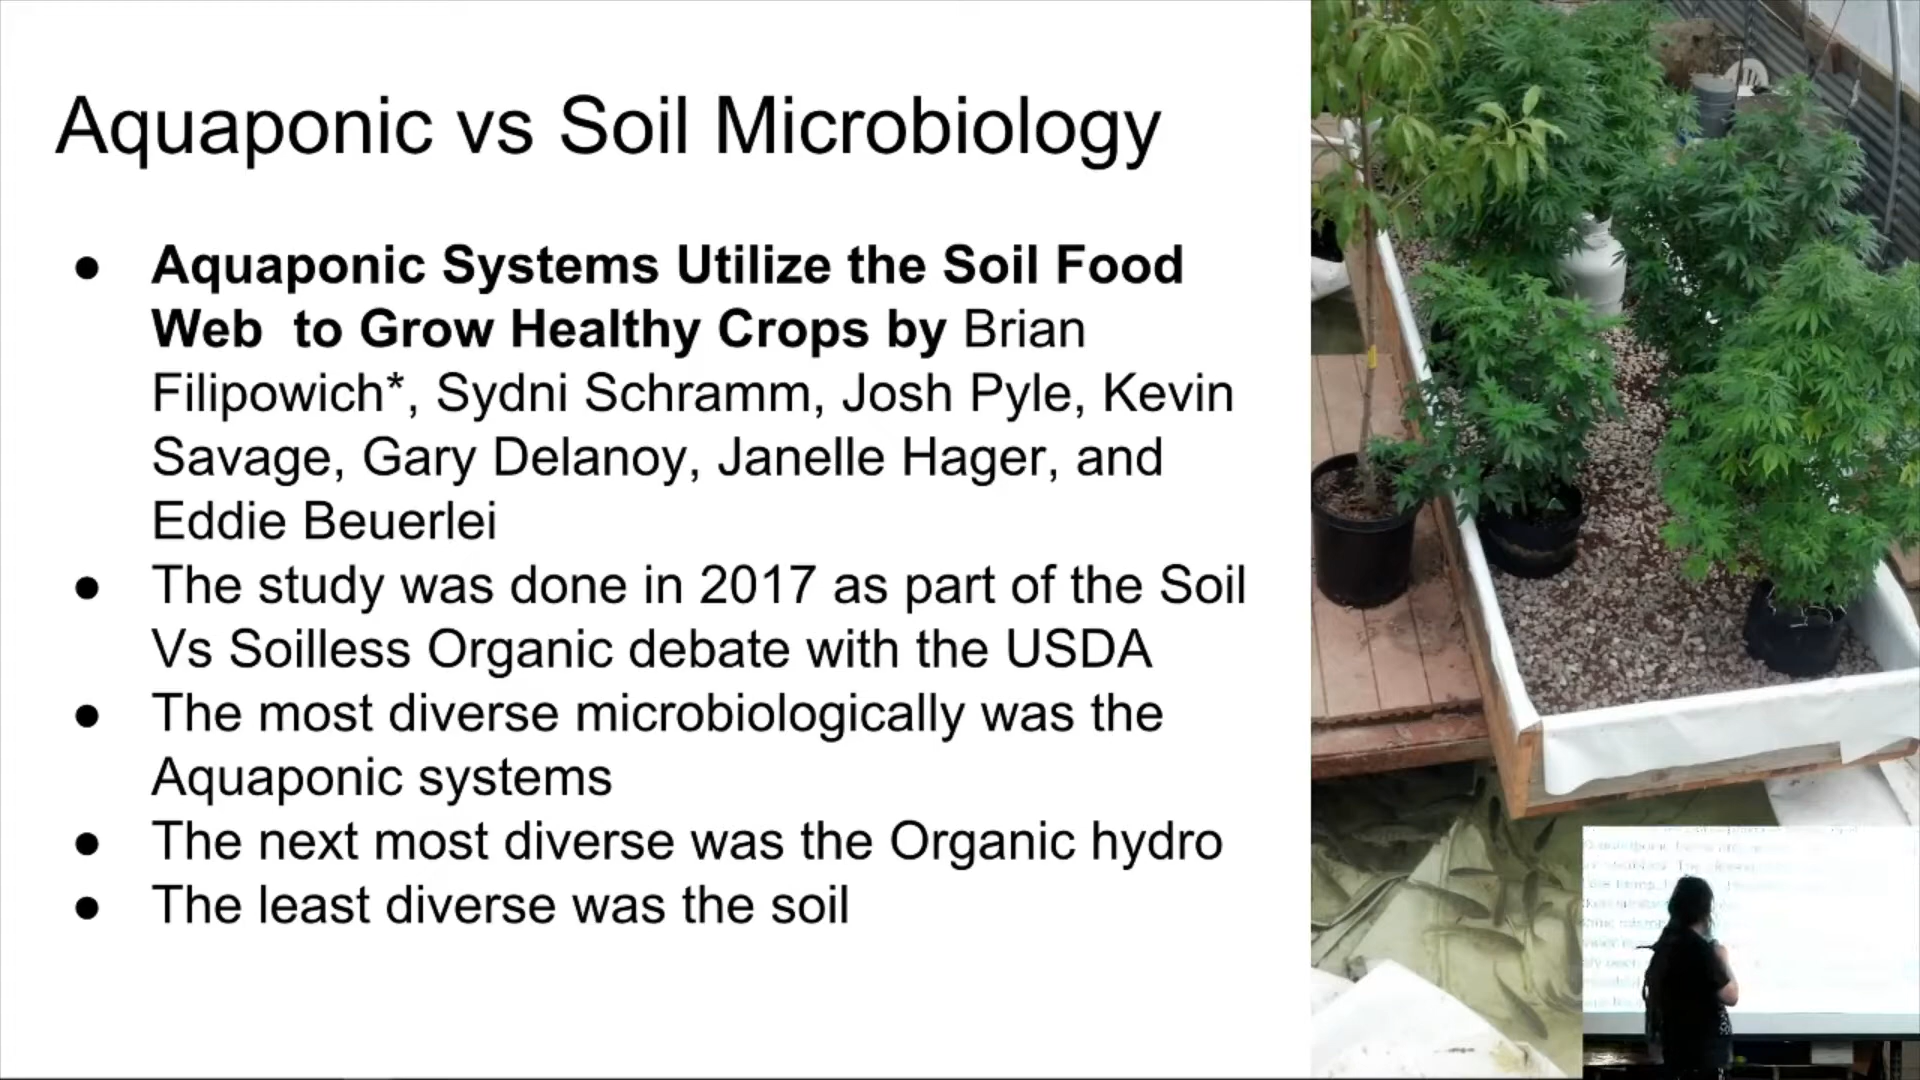 Aquaponic vs Soil Microbiology
● Aquaponic Systems Utilize the Soil Food
Web  to Grow Healthy Crops by Brian
Filipowich*, Sydni Schramm, Josh Pyle, Kevin
Savage, Gary Delanoy, Janelle Hager, and
Eddie Beuerlei
● The study was done in 2017 as part of the Soil
Vs Soilless Organic debate with the USDA
● The most diverse microbiologically was the
Aquaponic systems
● The next most diverse was the Organic hydro
● The least diverse was the soil